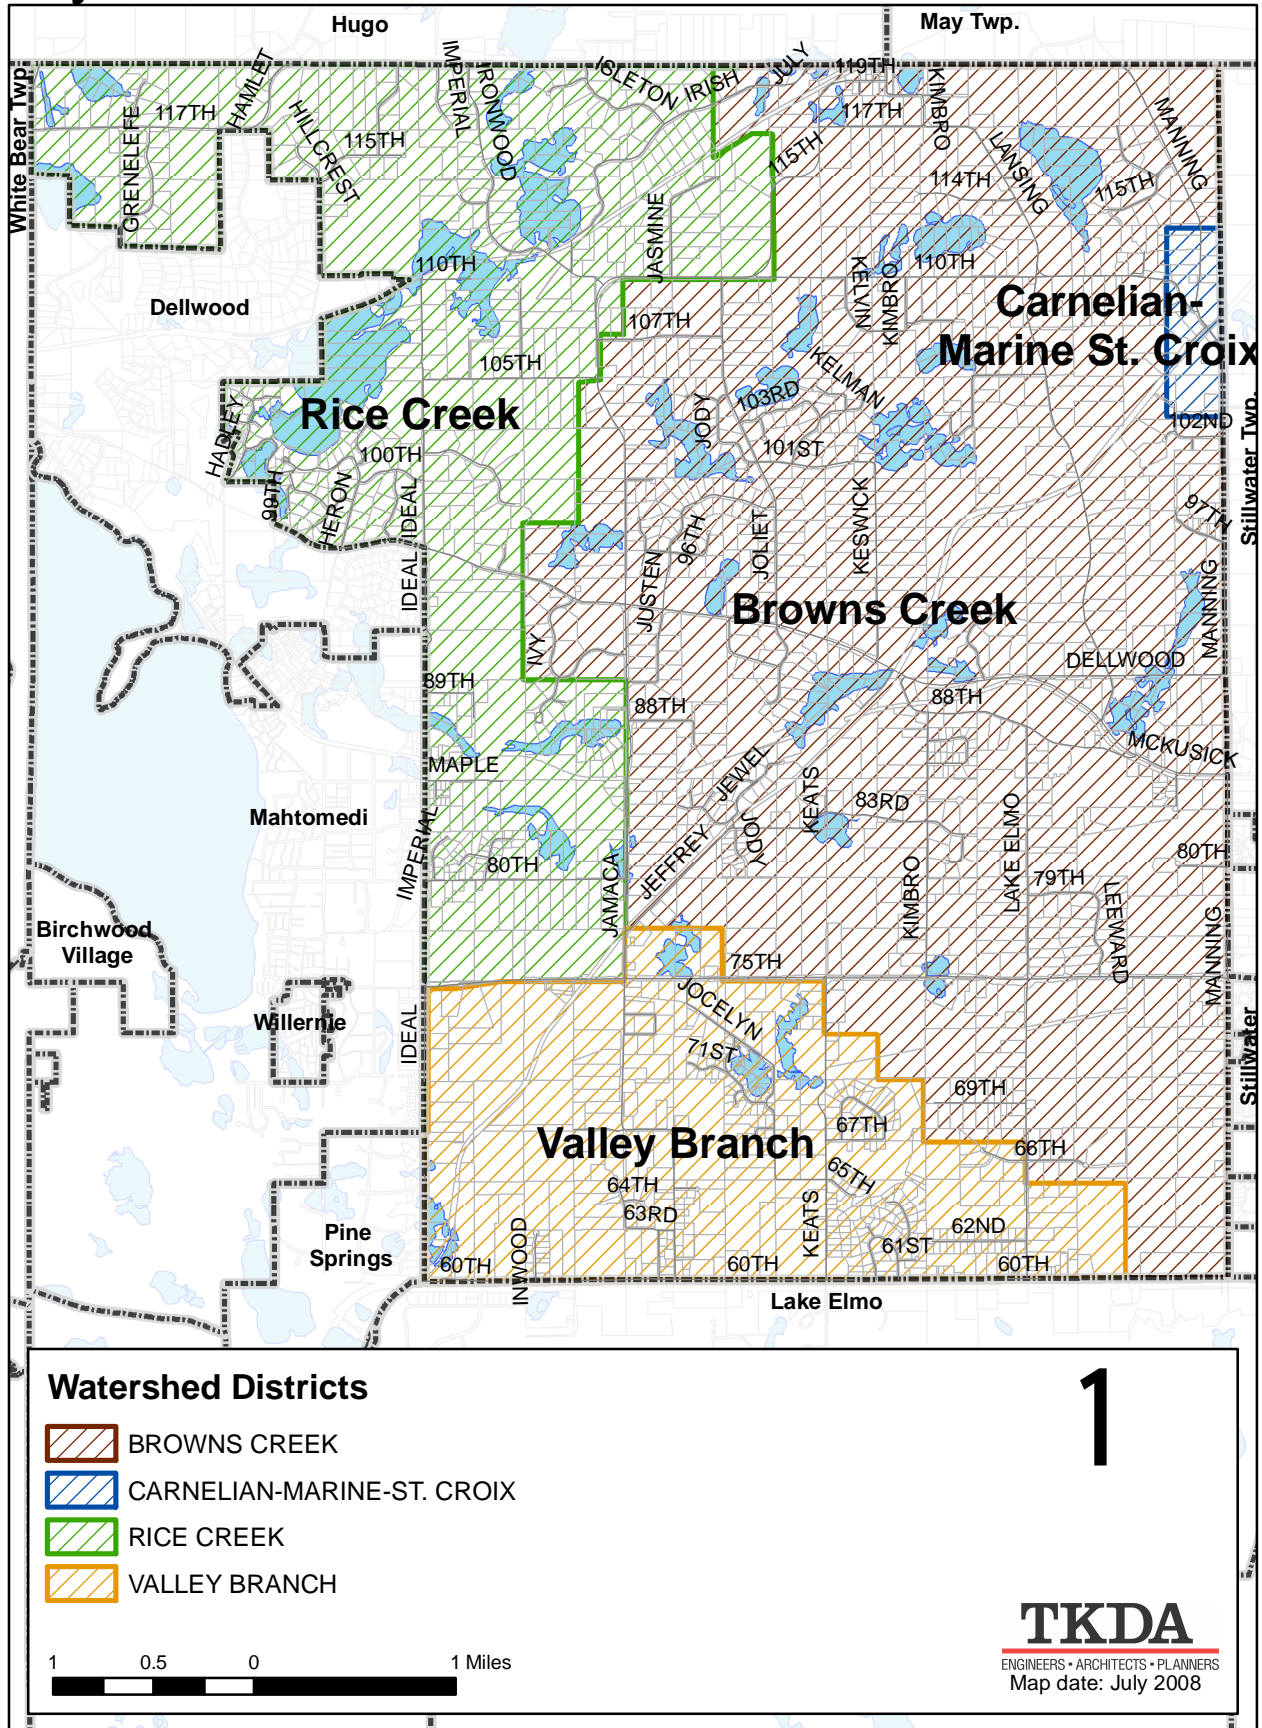 Hugo
May Twp.
White Bear Twp
117TH
HAMLET
GRENELEFE
HILLCREST
115TH
IMPERIAL
IRONWOOD
ISLETON
IRISH
JULY
119TH
117TH
KIMBRO
115TH
LANSING
MANNING
114TH
115TH
JASMINE
110TH
110TH
KELVIN
KIMBRO
Dellwood
Carnelian-
Marine St. Croix
107TH
105TH
KELMAN
103RD
JODY
101ST
Rice Creek
HADLEY
100TH
99TH
HERON
IDEAL
IDEAL
IDEAL
102ND
Stillwater Twp.
97TH
96TH
JUSTEN
JOLIET
KESWICK
MANNING
Browns Creek
IVY
DELLWOOD
89TH
88TH
88TH
MCKUSICK
MAPLE
JEWEL
KEATS
83RD
Mahtomedi
IMPERIAL
80TH
JAMACA
JEFFREY
JODY
KIMBRO
LAKE ELMO
79TH
80TH
LEEWARD
MANNING
Birchwood
Village
75TH
JOCELYN
Willernie
IDEAL
71ST
69TH
Stillwater
67TH
66TH
Valley Branch
65TH
64TH
63RD
KEATS
62ND
61ST
Pine
Springs
60TH
INWOOD
60TH
60TH
Lake Elmo
Watershed Districts
1
BROWNS CREEK
CARNELIAN-MARINE-ST. CROIX
RICE CREEK
VALLEY BRANCH
1 0.5 0 1 Miles
TKDA
ENGINEERS • ARCHITECTS • PLANNERS
Map date: July 2008